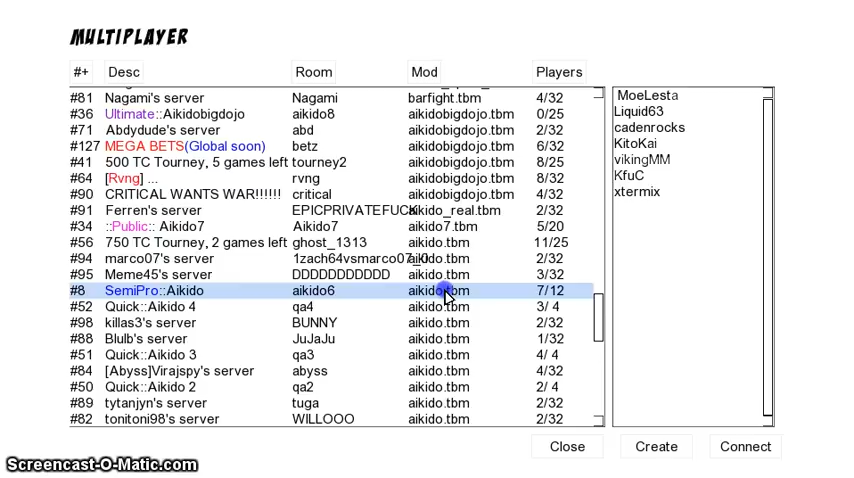 MULTIPLAYER
#+ Desc Room Mod Players
#81 Nagami's server Nagami barfight.tbm 4/32
#36 Ultimate::Aikidobigdojo aikido8 aikidobigdojo.tbm 0/25
#71 Abdydude's server abd aikidobigdojo.tbm 2/32
#127 MEGA BETS(Global soon) betz aikidobigdojo.tbm 6/32
#41 500 TC Tourney, 5 games left tourney2 aikidobigdojo.tbm 8/25
#64 [Rvng] ... rvng aikidobigdojo.tbm 8/32
#90 CRITICAL WANTS WAR!!!!!! critical aikidobigdojo.tbm 4/32
#91 Ferren's server EPICPRIVATEFUCK aikido_real.tbm 2/32
#34 ::Public:: Aikido7 Aikido7 aikido7.tbm 5/20
#56 750 TC Tourney, 2 games left ghost_1313 aikido.tbm 11/25
#94 marco07's server 1zach64vsmarco07_0 aikido.tbm 2/32
#95 Meme45's server DDDDDDDDDDD aikido.tbm 3/32
#8 SemiPro::Aikido aikido6 aikido.tbm 7/12
#52 Quick::Aikido 4 qa4 aikido.tbm 3/ 4
#98 killas3's server BUNNY aikido.tbm 2/32
#88 Blulb's server JuJaJu aikido.tbm 1/32
#51 Quick::Aikido 3 qa3 aikido.tbm 4/ 4
#84 [Abyss]Virajspy's server abyss aikido.tbm 4/32
#50 Quick::Aikido 2 qa2 aikido.tbm 2/ 4
#89 tytanjyn's server tuga aikido.tbm 2/32
#82 tonitoni98's server WILLOOO aikido.tbm 2/32
MoeLesta
Liquid63
cadenrocks
KitoKai
vikingMM
KfuC
xtermix
Close Create Connect
Screencast-O-Matic.com